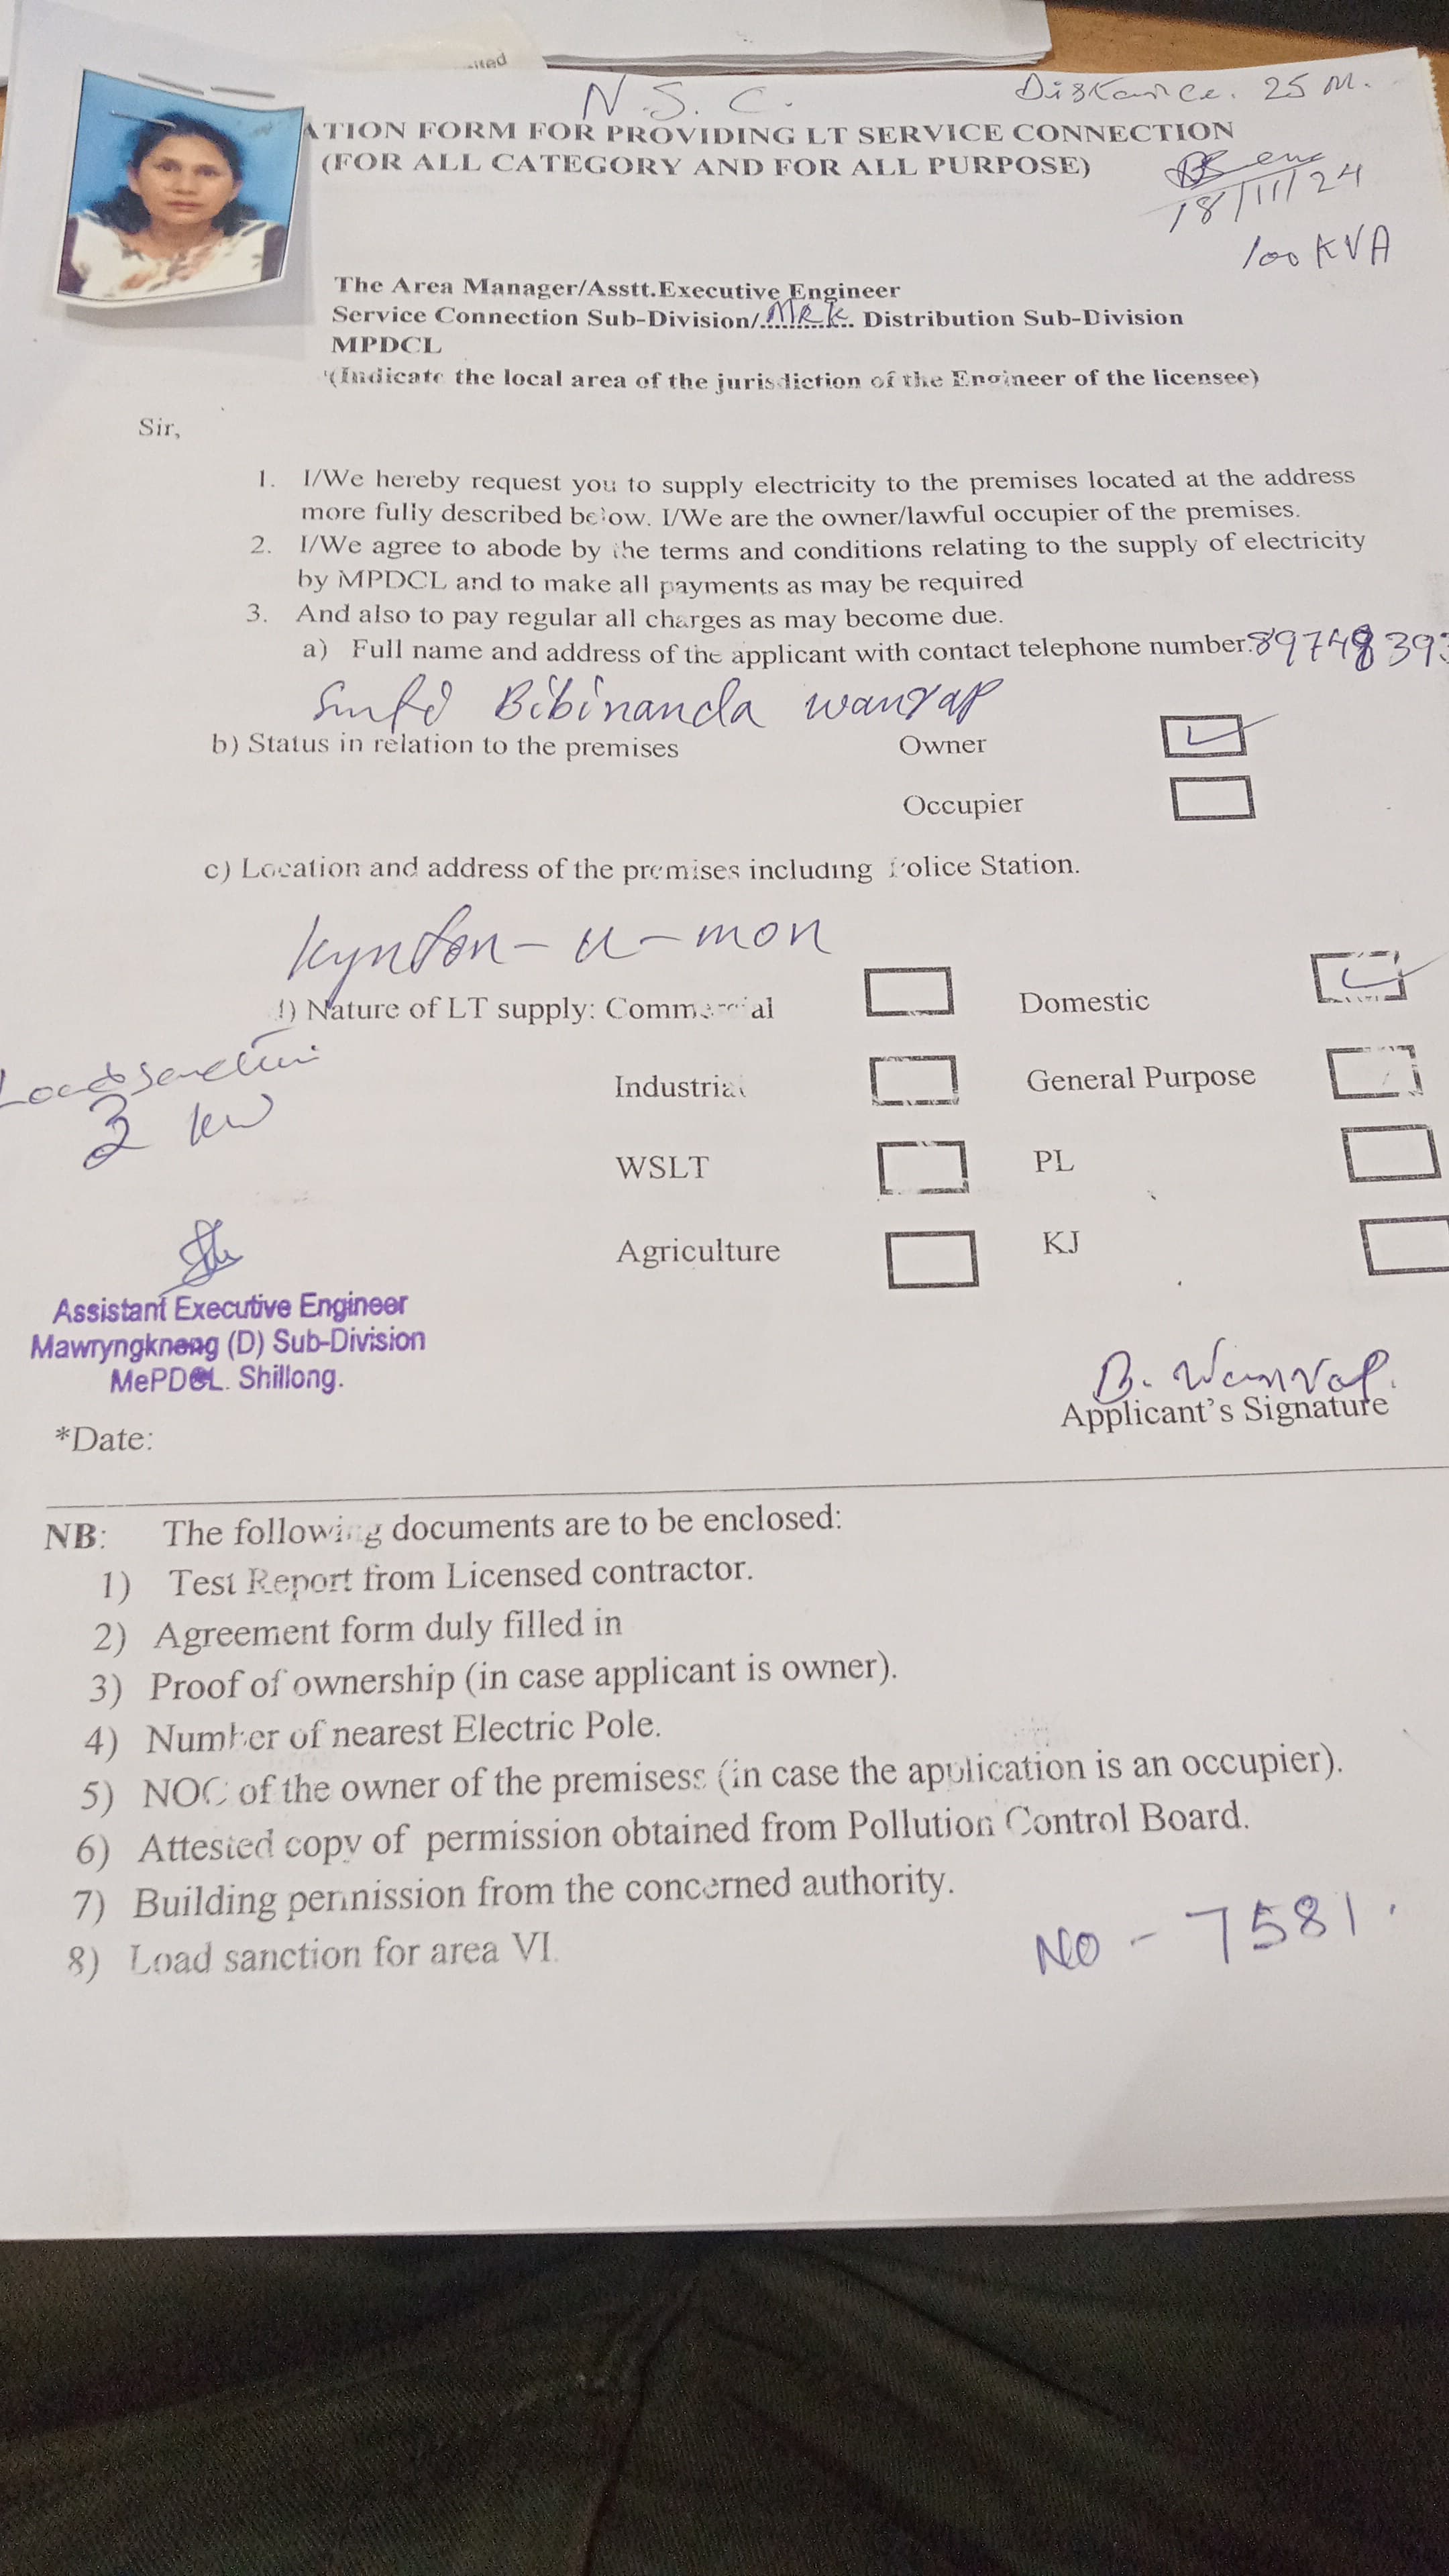 N.S.C. Distance. 25 M.
ATION FORM FOR PROVIDING LT SERVICE CONNECTION
(FOR ALL CATEGORY AND FOR ALL PURPOSE)
18/11/24
100 KVA
The Area Manager/Asstt.Executive Engineer
Service Connection Sub-Division/..MRK.. Distribution Sub-Division
MPDCL
(Indicate the local area of the jurisdiction of the Engineer of the licensee)
Sir,
1. I/We hereby request you to supply electricity to the premises located at the address
more fully described below. I/We are the owner/lawful occupier of the premises.
2. I/We agree to abode by the terms and conditions relating to the supply of electricity
by MPDCL and to make all payments as may be required
3. And also to pay regular all charges as may become due.
a) Full name and address of the applicant with contact telephone number.89748393
Bibinanda Wanrap
b) Status in relation to the premises Owner
Occupier
c) Location and address of the premises including Police Station.
Kynton-u-mon
d) Nature of LT supply: Commercial Domestic
Load sanction
Industrial General Purpose
2 kw
WSLT PL
Agriculture KJ
Assistant Executive Engineer
Mawryngkneng (D) Sub-Division
MePDCL. Shillong.
B. Wanrap.
Applicant's Signature
*Date:
NB: The following documents are to be enclosed:
1) Test Report from Licensed contractor.
2) Agreement form duly filled in
3) Proof of ownership (in case applicant is owner).
4) Number of nearest Electric Pole.
5) NOC of the owner of the premisess (in case the application is an occupier).
6) Attested copy of permission obtained from Pollution Control Board.
7) Building permission from the concerned authority.
8) Load sanction for area VI.
NO - 7581.